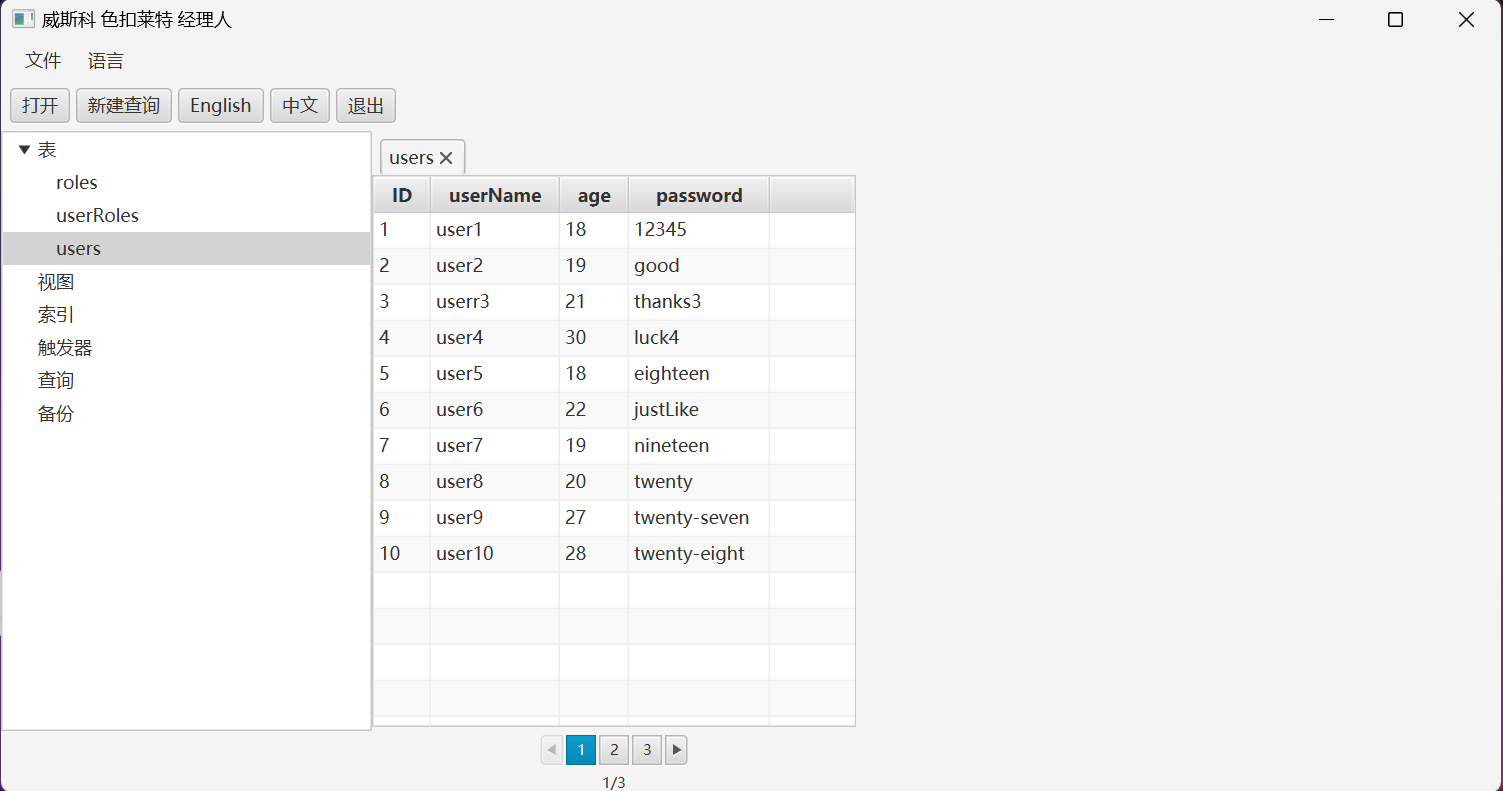 威斯科 色扣莱特 经理人
文件 语言
打开 新建查询 English 中文 退出
表
roles
userRoles
users
视图
索引
触发器
查询
备份
users
ID userName age password
1 user1 18 12345
2 user2 19 good
3 userr3 21 thanks3
4 user4 30 luck4
5 user5 18 eighteen
6 user6 22 justLike
7 user7 19 nineteen
8 user8 20 twenty
9 user9 27 twenty-seven
10 user10 28 twenty-eight
1 2 3
1/3